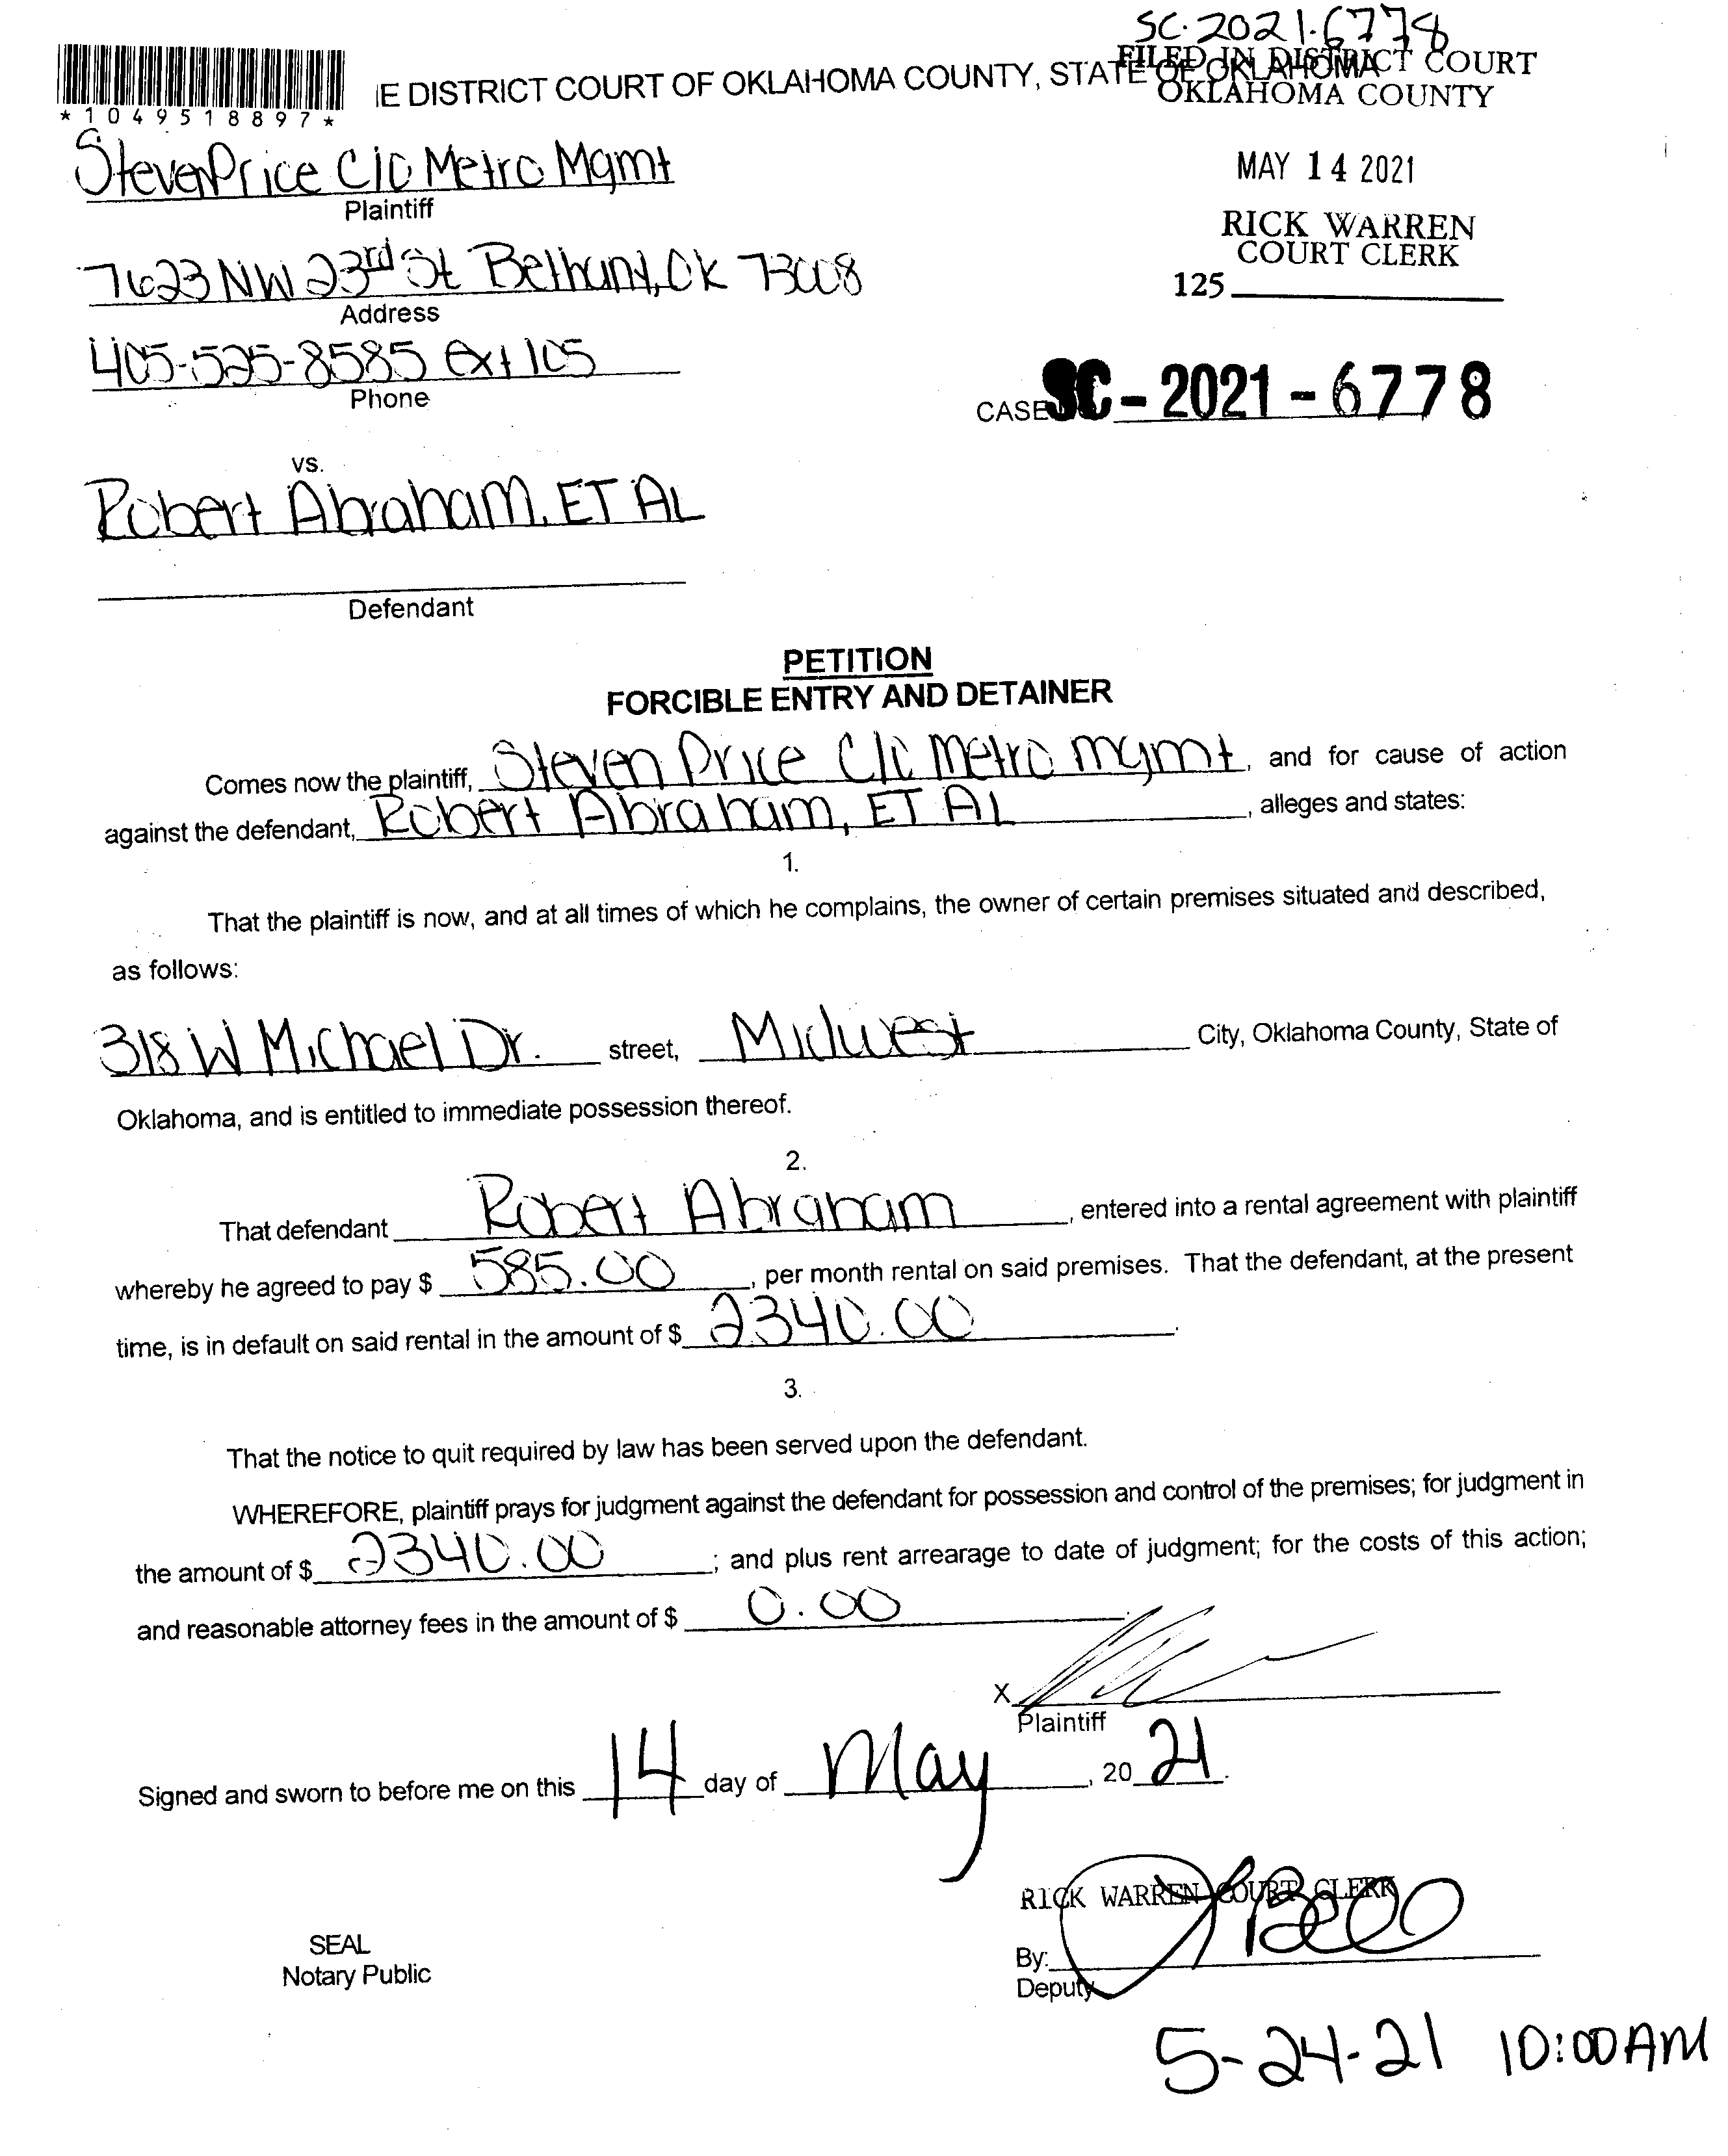 SC-2021-6778
FILED IN DISTRICT COURT
OKLAHOMA COUNTY
*1049518897*
E DISTRICT COURT OF OKLAHOMA COUNTY, STATE OF OKLAHOMA
Steven Price C/O Metro Mgmt
Plaintiff
MAY 14 2021
RICK WARREN
COURT CLERK
125
7623 NW 23rd St Bethany, OK 73008
Address
405-525-8585 ext 105
Phone
CASE SC-2021-6778
vs.
Robert Abraham, ET AL
Defendant
PETITION
FORCIBLE ENTRY AND DETAINER
Comes now the plaintiff, Steven Price C/O Metro mgmt, and for cause of action
against the defendant, Robert Abraham, ET AL, alleges and states:
1.
That the plaintiff is now, and at all times of which he complains, the owner of certain premises situated and described,
as follows:
318 W Michael Dr. street, Midwest City, Oklahoma County, State of
Oklahoma, and is entitled to immediate possession thereof.
2.
That defendant Robert Abraham, entered into a rental agreement with plaintiff
whereby he agreed to pay $ 585.00, per month rental on said premises. That the defendant, at the present
time, is in default on said rental in the amount of $ 2340.00.
3.
That the notice to quit required by law has been served upon the defendant.
WHEREFORE, plaintiff prays for judgment against the defendant for possession and control of the premises; for judgment in
the amount of $ 2340.00; and plus rent arrearage to date of judgment; for the costs of this action;
and reasonable attorney fees in the amount of $ 0.00.
X
Plaintiff
Signed and sworn to before me on this 14 day of May, 2021.
RICK WARREN COURT CLERK
SEAL
Notary Public
By:
Deputy
5-24-21 10:00 AM